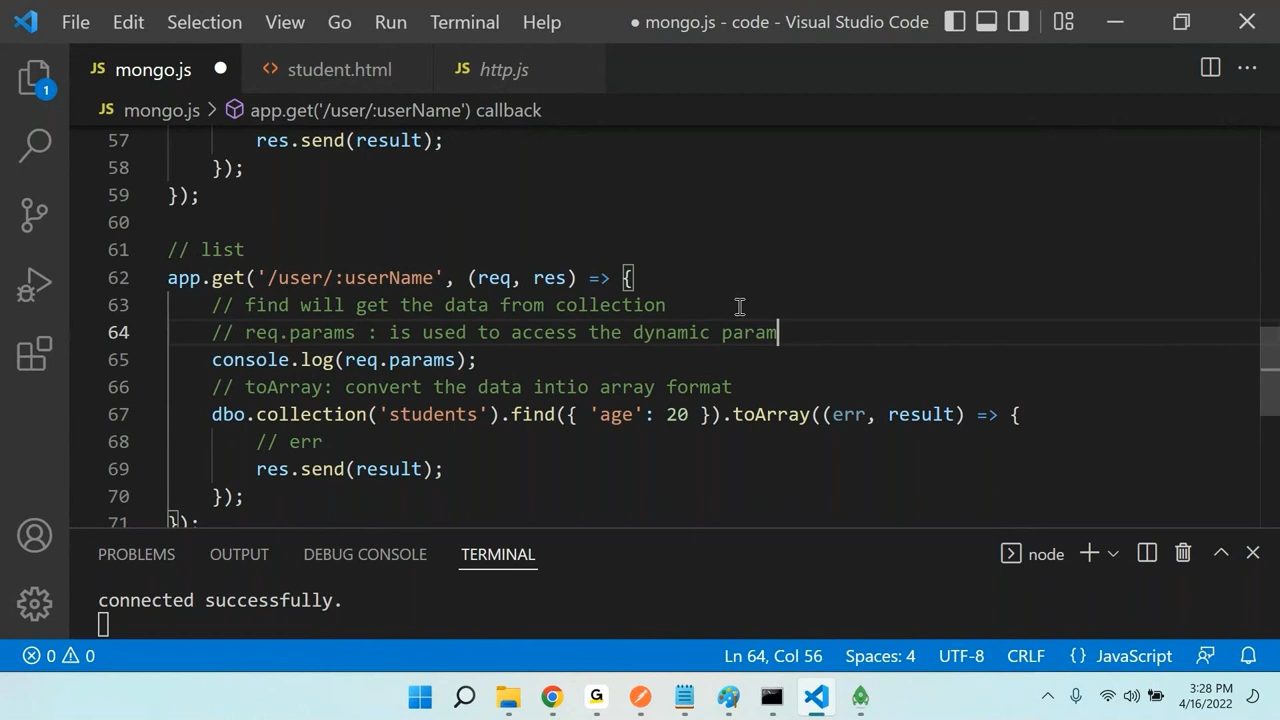 File Edit Selection View Go Run Terminal Help ● mongo.js - code - Visual Studio Code
JS mongo.js ● <> student.html JS http.js
1
JS mongo.js > app.get('/user/:userName') callback
57 res.send(result);
58 });
59 });
60
61 // list
62 app.get('/user/:userName', (req, res) => {
63 // find will get the data from collection
64 // req.params : is used to access the dynamic param
65 console.log(req.params);
66 // toArray: convert the data intio array format
67 dbo.collection('students').find({ 'age': 20 }).toArray((err, result) => {
68 // err
69 res.send(result);
70 });
71 });
PROBLEMS OUTPUT DEBUG CONSOLE TERMINAL node
connected successfully.
0 0 Ln 64, Col 56 Spaces: 4 UTF-8 CRLF {} JavaScript
G 3:28 PM
4/16/2022